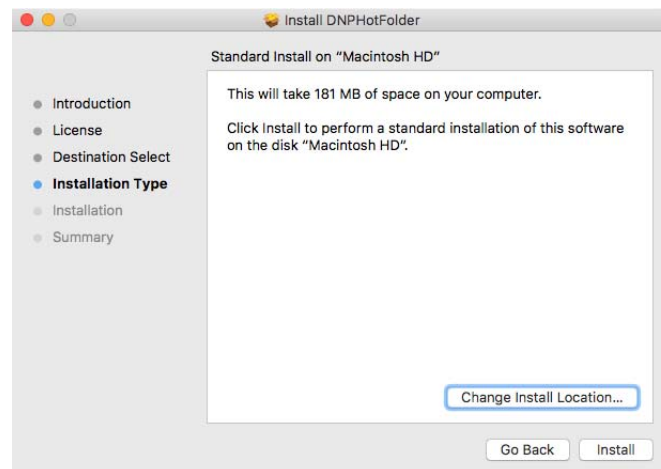 Install DNPHotFolder
Standard Install on “Macintosh HD”
Introduction
License
Destination Select
Installation Type
Installation
Summary
This will take 181 MB of space on your computer.
Click Install to perform a standard installation of this software
on the disk “Macintosh HD”.
Change Install Location...
Go Back
Install